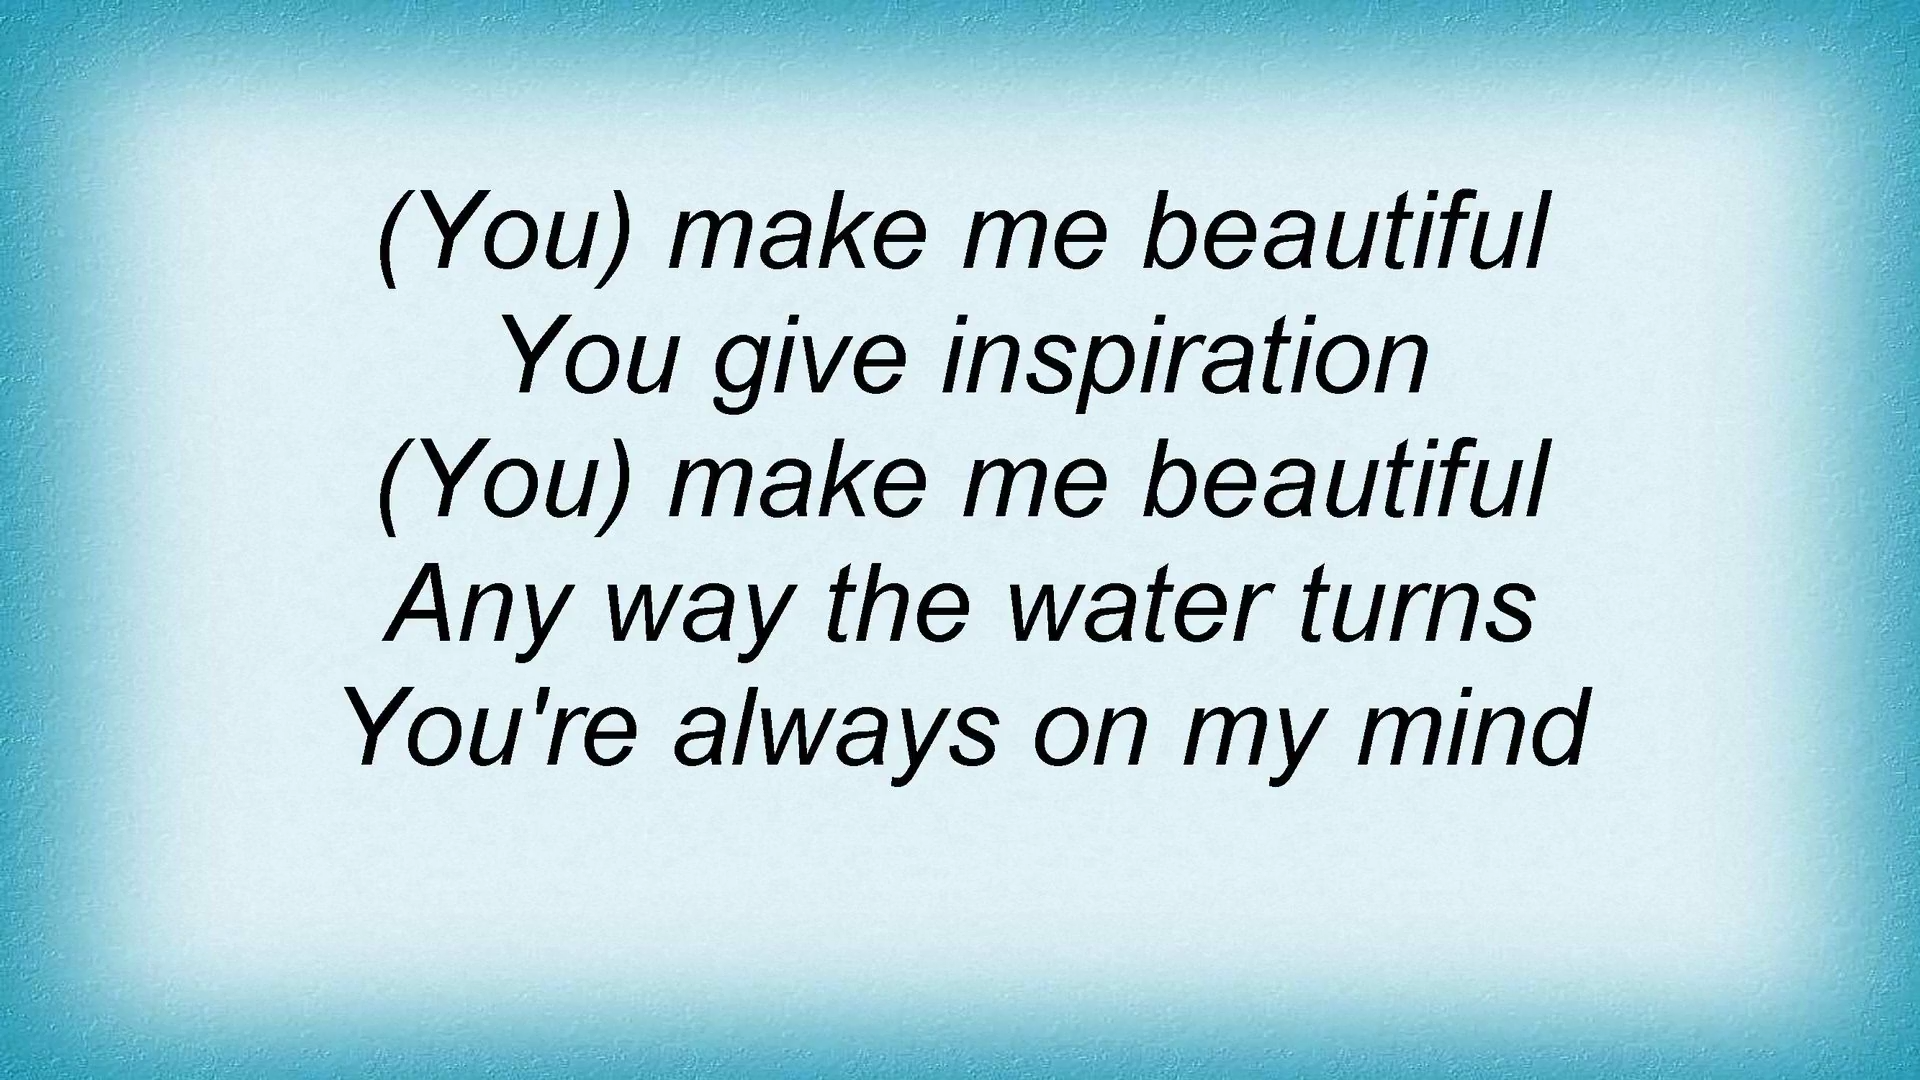 (You) make me beautiful
You give inspiration
(You) make me beautiful
Any way the water turns
You're always on my mind